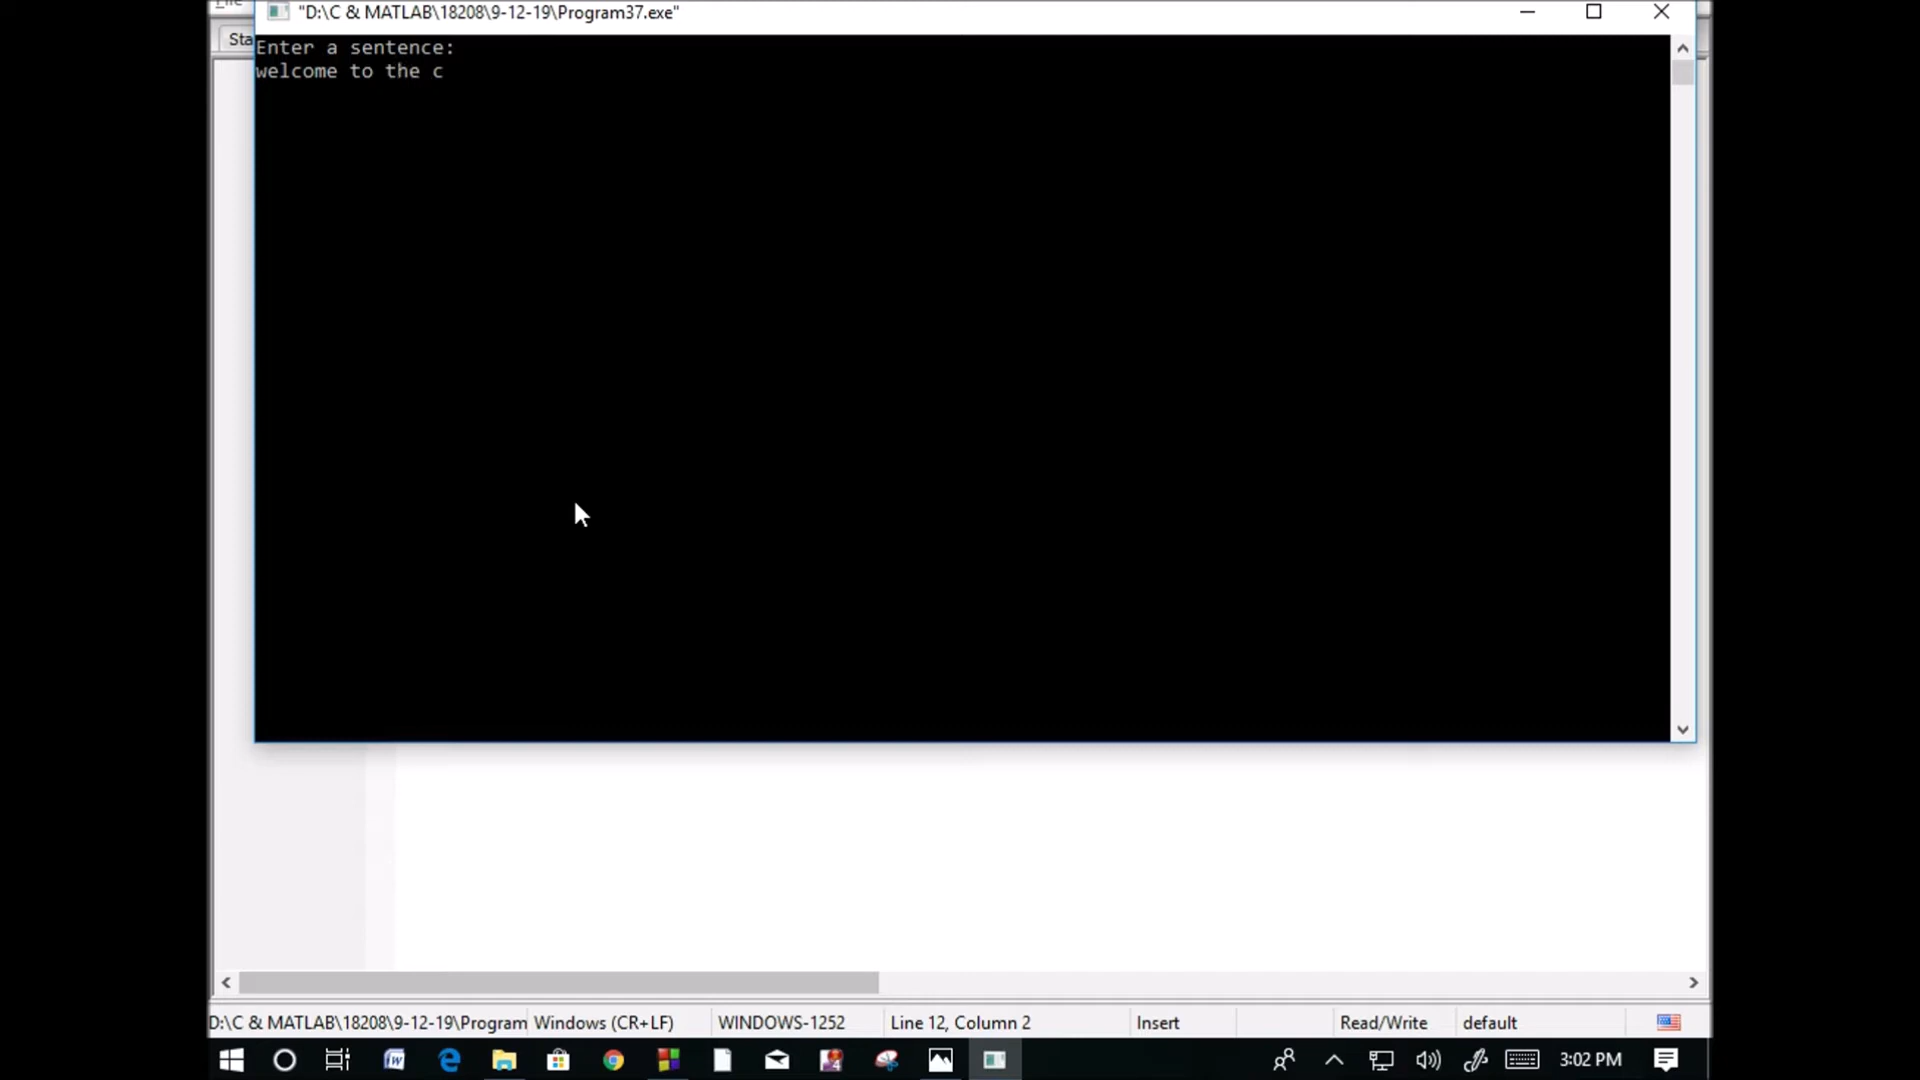 "D:\C & MATLAB\18208\9-12-19\Program37.exe"
Sta
Enter a sentence:
welcome to the c
D:\C & MATLAB\18208\9-12-19\Program Windows (CR+LF) WINDOWS-1252 Line 12, Column 2 Insert Read/Write default
3:02 PM